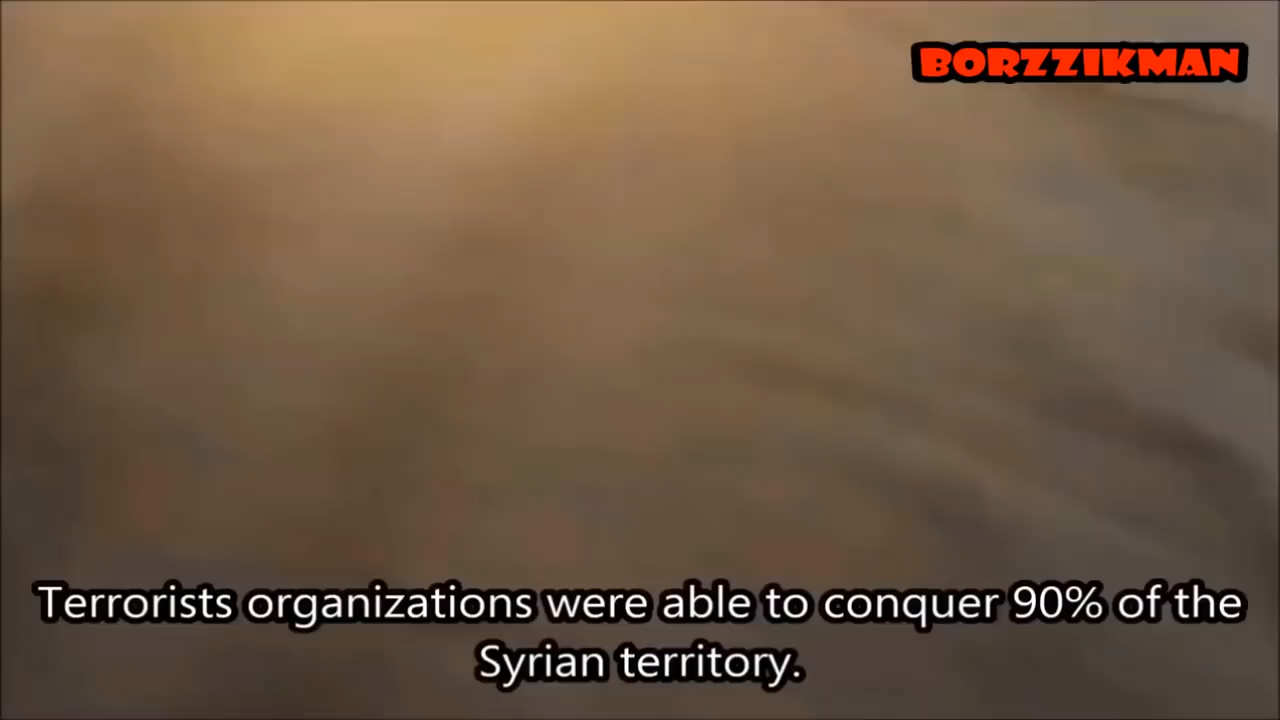 BORZZIKMAN
Terrorists organizations were able to conquer 90% of the
Syrian territory.